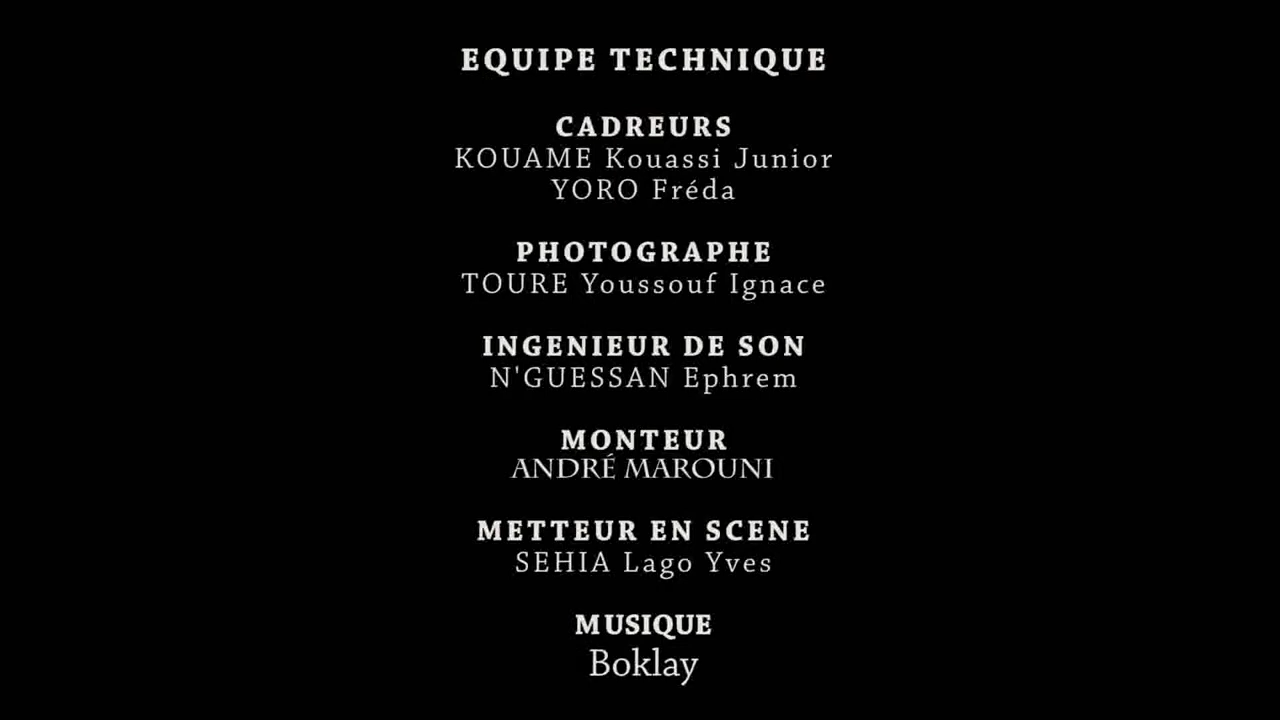 EQUIPE TECHNIQUE
CADREURS
KOUAME Kouassi Junior
YORO Fréda
PHOTOGRAPHE
TOURE Youssouf Ignace
INGENIEUR DE SON
N'GUESSAN Ephrem
MONTEUR
ANDRÉ MAROUNI
METTEUR EN SCENE
SEHIA Lago Yves
MUSIQUE
Boklay